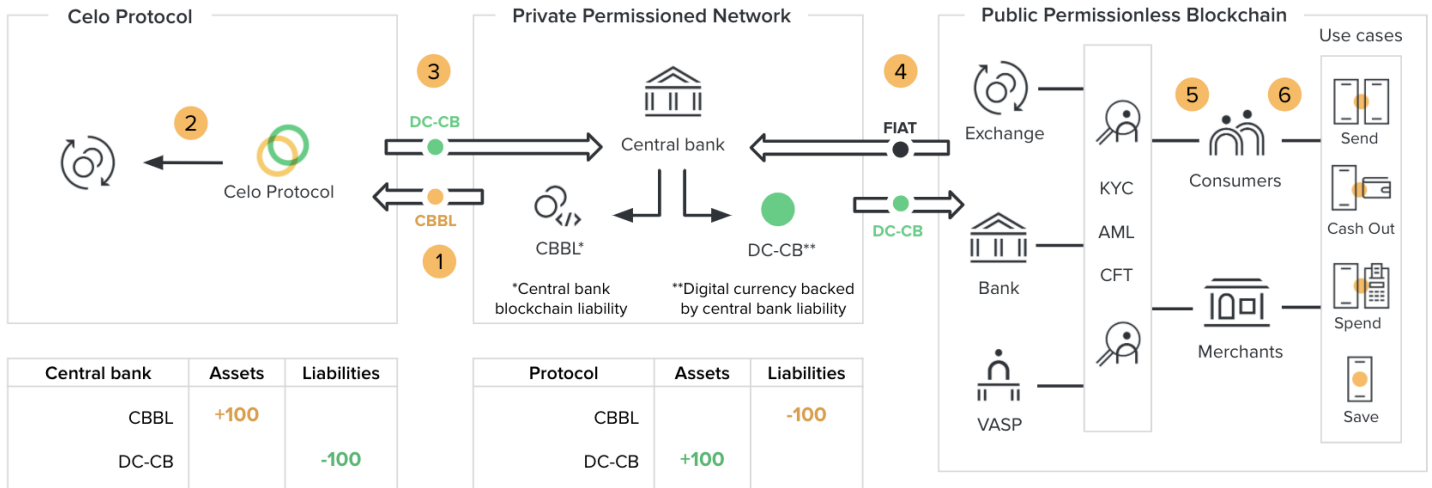 Celo Protocol
2
Celo Protocol
3
DC-CB
CBBL
1
Private Permissioned Network
Central bank
CBBL*
DC-CB**
*Central bank
blockchain liability
**Digital currency backed
by central bank liability
4
FIAT
DC-CB
Public Permissionless Blockchain
Exchange
Bank
VASP
KYC
AML
CFT
5
6
Consumers
Merchants
Use cases
Send
Cash Out
Spend
Save
Central bank Assets Liabilities
CBBL +100
DC-CB -100
Protocol Assets Liabilities
CBBL -100
DC-CB +100